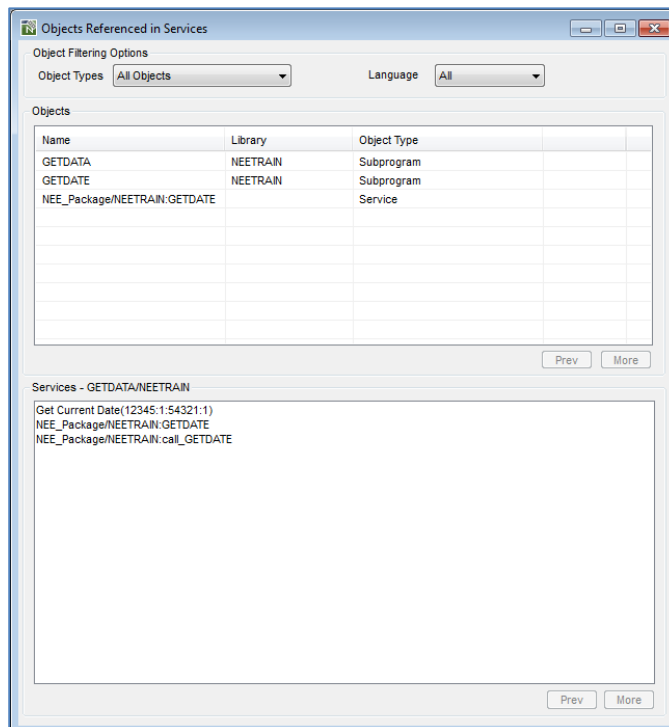 Objects Referenced in Services
Object Filtering Options
Object Types All Objects Language All
Objects
Name Library Object Type
GETDATA NEETRAIN Subprogram
GETDATE NEETRAIN Subprogram
NEE_Package/NEETRAIN:GETDATE Service
Prev More
Services - GETDATA/NEETRAIN
Get Current Date(12345:1:54321:1)
NEE_Package/NEETRAIN:GETDATE
NEE_Package/NEETRAIN:call_GETDATE
Prev More